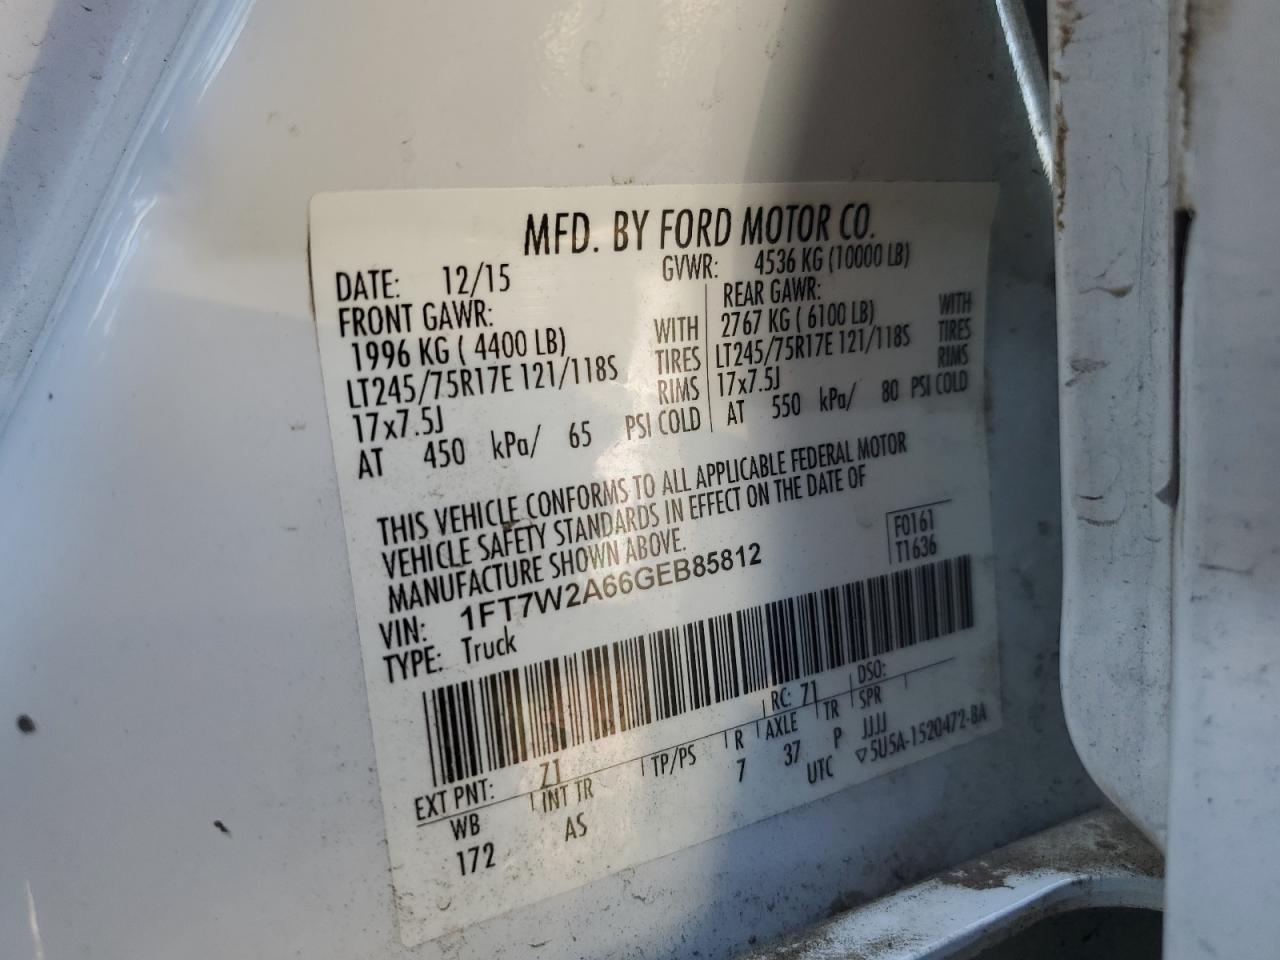 MFD. BY FORD MOTOR CO.
DATE: 12/15 GVWR: 4536 KG (10000 LB)
FRONT GAWR: REAR GAWR:
1996 KG ( 4400 LB) WITH 2767 KG ( 6100 LB) WITH
LT245/75R17E 121/118S TIRES LT245/75R17E 121/118S TIRES
17x7.5J RIMS 17x7.5J RIMS
AT 450 kPa/ 65 PSI COLD AT 550 kPa/ 80 PSI COLD
THIS VEHICLE CONFORMS TO ALL APPLICABLE FEDERAL MOTOR
VEHICLE SAFETY STANDARDS IN EFFECT ON THE DATE OF
MANUFACTURE SHOWN ABOVE.
F0161
T1636
VIN: 1FT7W2A66GEB85812
TYPE: Truck
EXT PNT: Z1 RC: Z1 DSO:
WB INT TR TP/PS R AXLE TR SPR
172 AS 7 37 P JJJJ
UTC ▽5U5A-1520472-BA